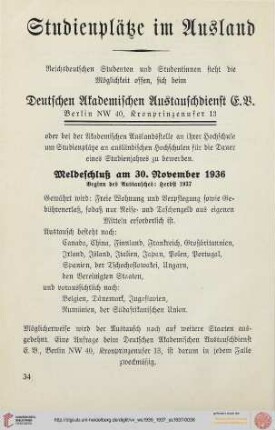 Studienplätze im Ausland
Reichsdeutschen Studenten und Studentinnen steht die
Möglichkeit offen, sich beim
Deutschen Akademischen Austauschdienst E.V.
Berlin NW 40, Kronprinzenufer 13
oder bei der Akademischen Auslandsstelle an ihrer Hochschule
um Studienplätze an ausländischen Hochschulen für die Dauer
eines Studienjahres zu bewerben.
Meldeschluß am 30. November 1936
Beginn des Austausches: Herbst 1937
Gewährt wird: Freie Wohnung und Verpflegung sowie Ge-
bührenerlaß, sodaß nur Reise- und Taschengeld aus eigenen
Mitteln erforderlich ist.
Austausch besteht nach:
Canada, China, Finnland, Frankreich, Großbritannien,
Irland, Italien, Japan, Polen, Portugal,
Spanien, der Tschechoslowakei, Ungarn,
den Vereinigten Staaten,
und voraussichtlich nach:
Belgien, Dänemark, Jugoslavien,
Rumänien, der Südafrikanischen Union.
Möglicherweise wird der Austausch noch auf weitere Staaten aus-
gedehnt. Eine Anfrage beim Deutschen Akademischen Austauschdienst
E.V., Berlin NW 40, Kronprinzenufer 13, ist darum in jedem Falle
zweckmäßig.
34
UNIVERSITÄTS-
BIBLIOTHEK
HEIDELBERG